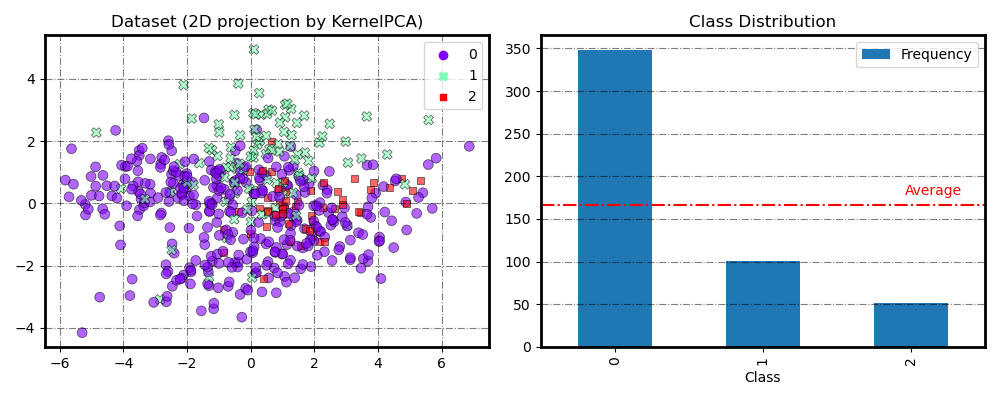 Dataset (2D projection by KernelPCA)
0
1
2
4
2
0
−2
−4
−6 −4 −2 0 2 4 6
Class Distribution
Frequency
350
300
250
200
150
100
50
0
Average
0 1 2
Class